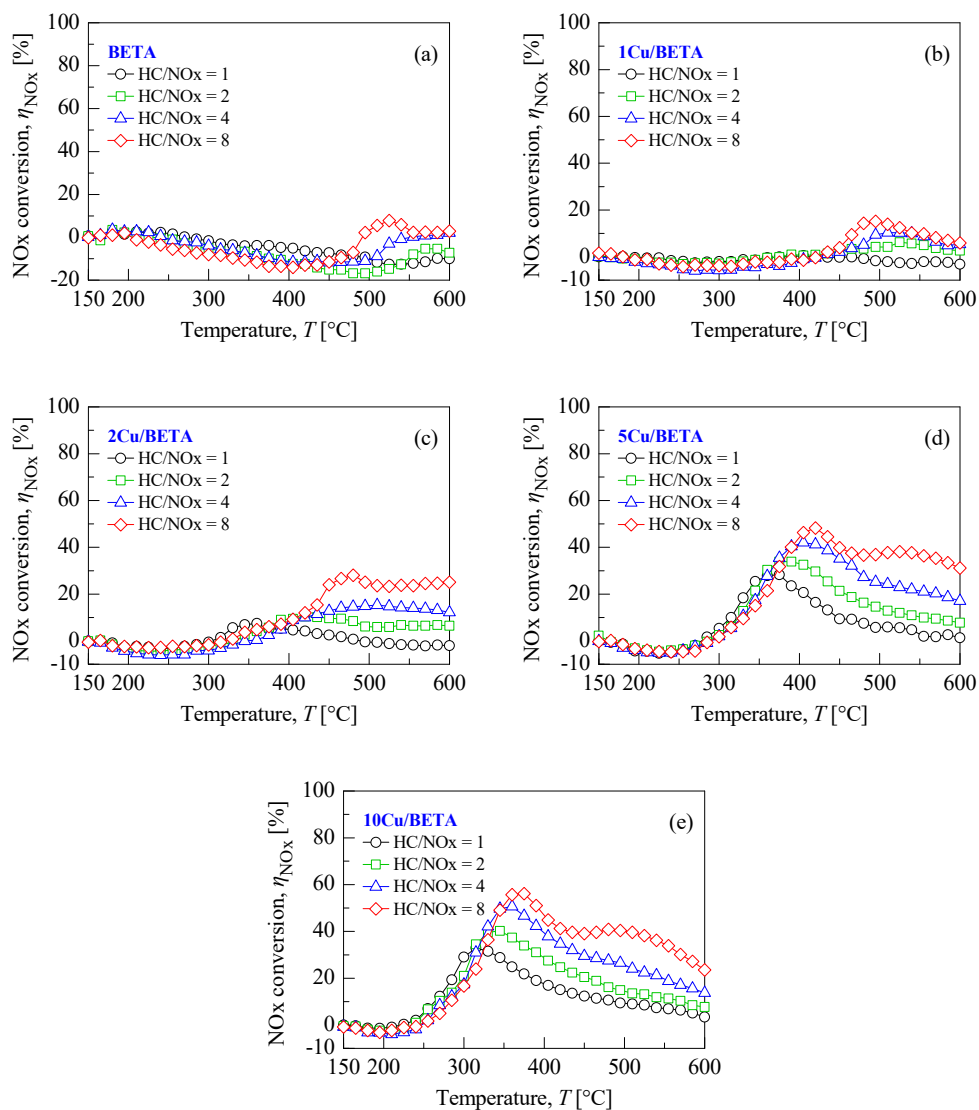 NOx conversion, ηNOx [%]
100
80
60
40
20
0
-20
BETA
(a)
HC/NOx = 1
HC/NOx = 2
HC/NOx = 4
HC/NOx = 8
150 200 300 400 500 600
Temperature, T [°C]
NOx conversion, ηNOx [%]
100
80
60
40
20
0
-10
1Cu/BETA
(b)
HC/NOx = 1
HC/NOx = 2
HC/NOx = 4
HC/NOx = 8
150 200 300 400 500 600
Temperature, T [°C]
NOx conversion, ηNOx [%]
100
80
60
40
20
0
-10
2Cu/BETA
(c)
HC/NOx = 1
HC/NOx = 2
HC/NOx = 4
HC/NOx = 8
150 200 300 400 500 600
Temperature, T [°C]
NOx conversion, ηNOx [%]
100
80
60
40
20
0
-10
5Cu/BETA
(d)
HC/NOx = 1
HC/NOx = 2
HC/NOx = 4
HC/NOx = 8
150 200 300 400 500 600
Temperature, T [°C]
NOx conversion, ηNOx [%]
100
80
60
40
20
0
-10
10Cu/BETA
(e)
HC/NOx = 1
HC/NOx = 2
HC/NOx = 4
HC/NOx = 8
150 200 300 400 500 600
Temperature, T [°C]